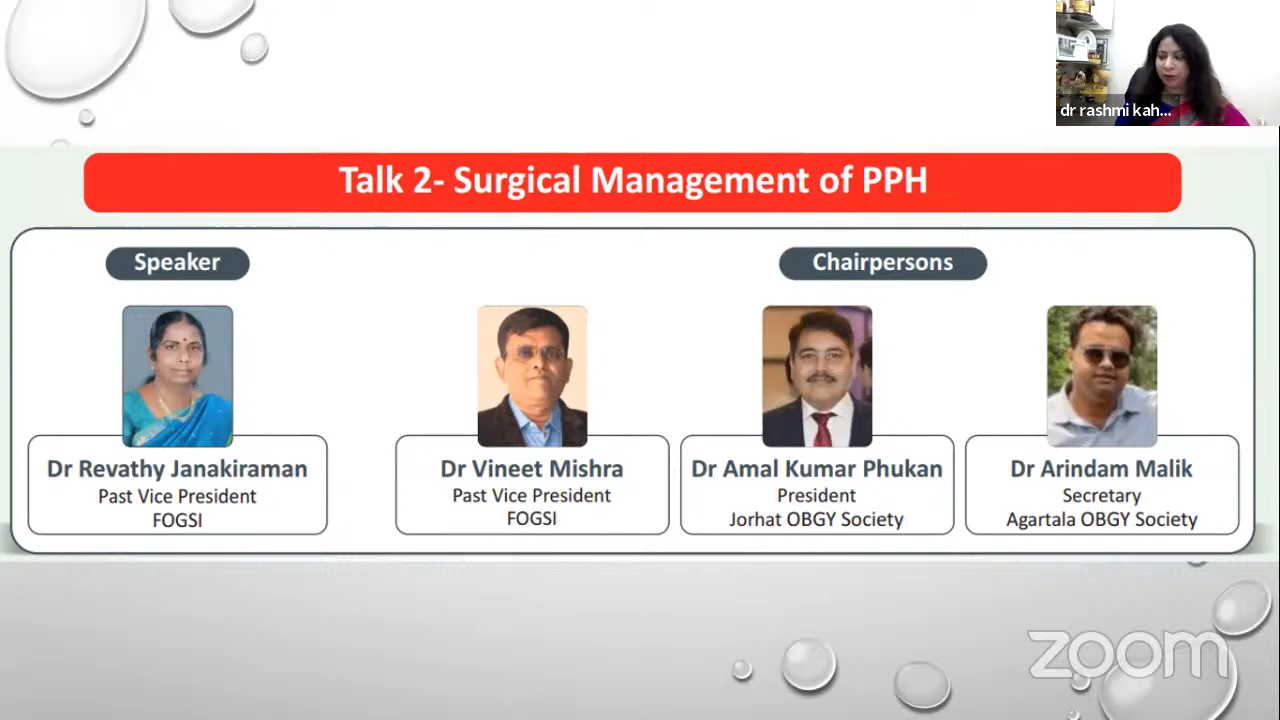 dr rashmi kah...
Talk 2- Surgical Management of PPH
Speaker
Chairpersons
Dr Revathy Janakiraman
Past Vice President
FOGSI
Dr Vineet Mishra
Past Vice President
FOGSI
Dr Amal Kumar Phukan
President
Jorhat OBGY Society
Dr Arindam Malik
Secretary
Agartala OBGY Society
zoom